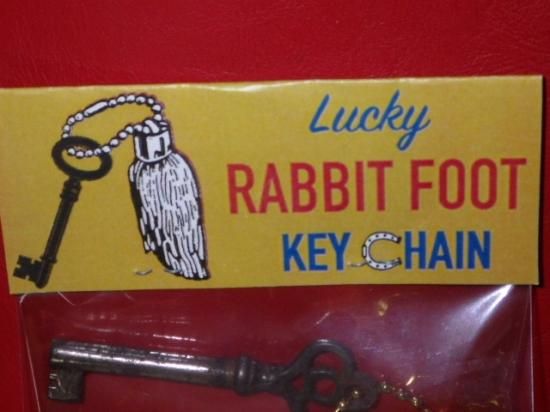 Lucky
RABBIT FOOT
KEY CHAIN